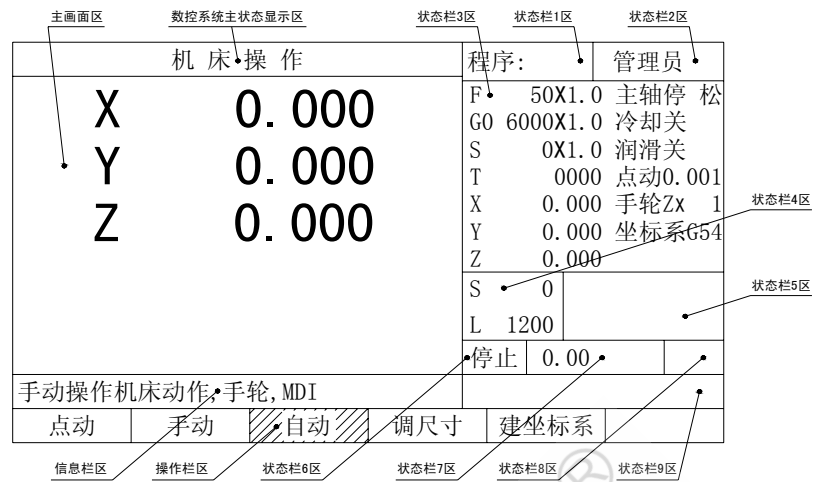 主画面区 数控系统主状态显示区 状态栏3区 状态栏1区 状态栏2区
机 床 操 作 程序: 管理员
X 0.000
Y 0.000
Z 0.000
F 50X1.0 主轴停 松
G0 6000X1.0 冷却关
S 0X1.0 润滑关
T 0000 点动0.001
X 0.000 手轮Zx 1
Y 0.000 坐标系G54
Z 0.000
状态栏4区
S 0
状态栏5区
L 1200
停止 0.00
手动操作机床动作,手轮,MDI
点动 手动 自动 调尺寸 建坐标系
信息栏区 操作栏区 状态栏6区 状态栏7区 状态栏8区 状态栏9区